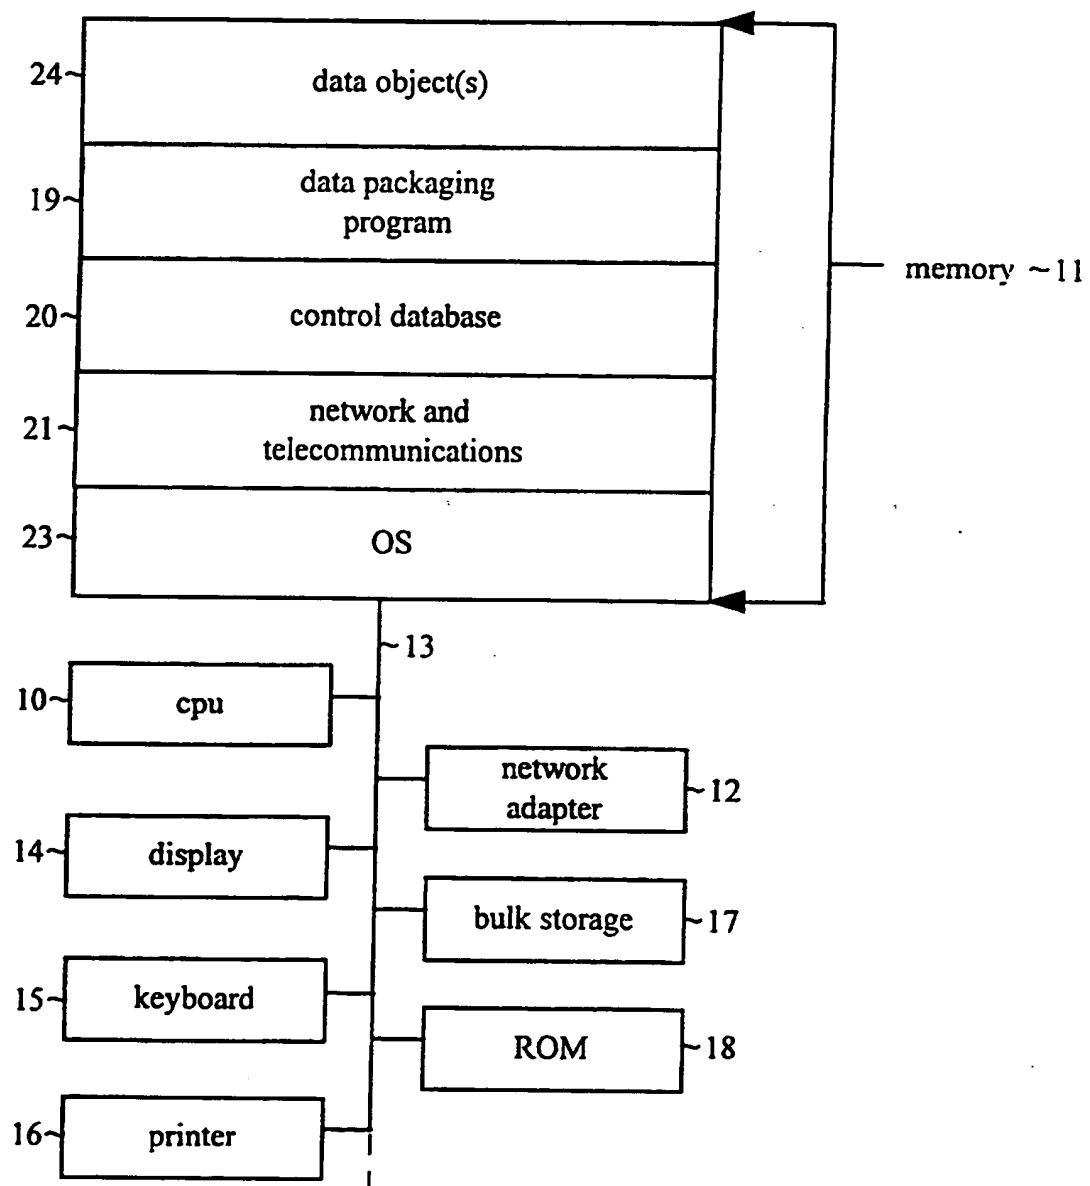 24~ data object(s)
19~ data packaging
program
memory ~11
20~ control database
21~ network and
telecommunications
23~ OS
~13
10~ cpu
network
adapter ~12
14~ display
bulk storage ~17
15~ keyboard
ROM ~18
16~ printer